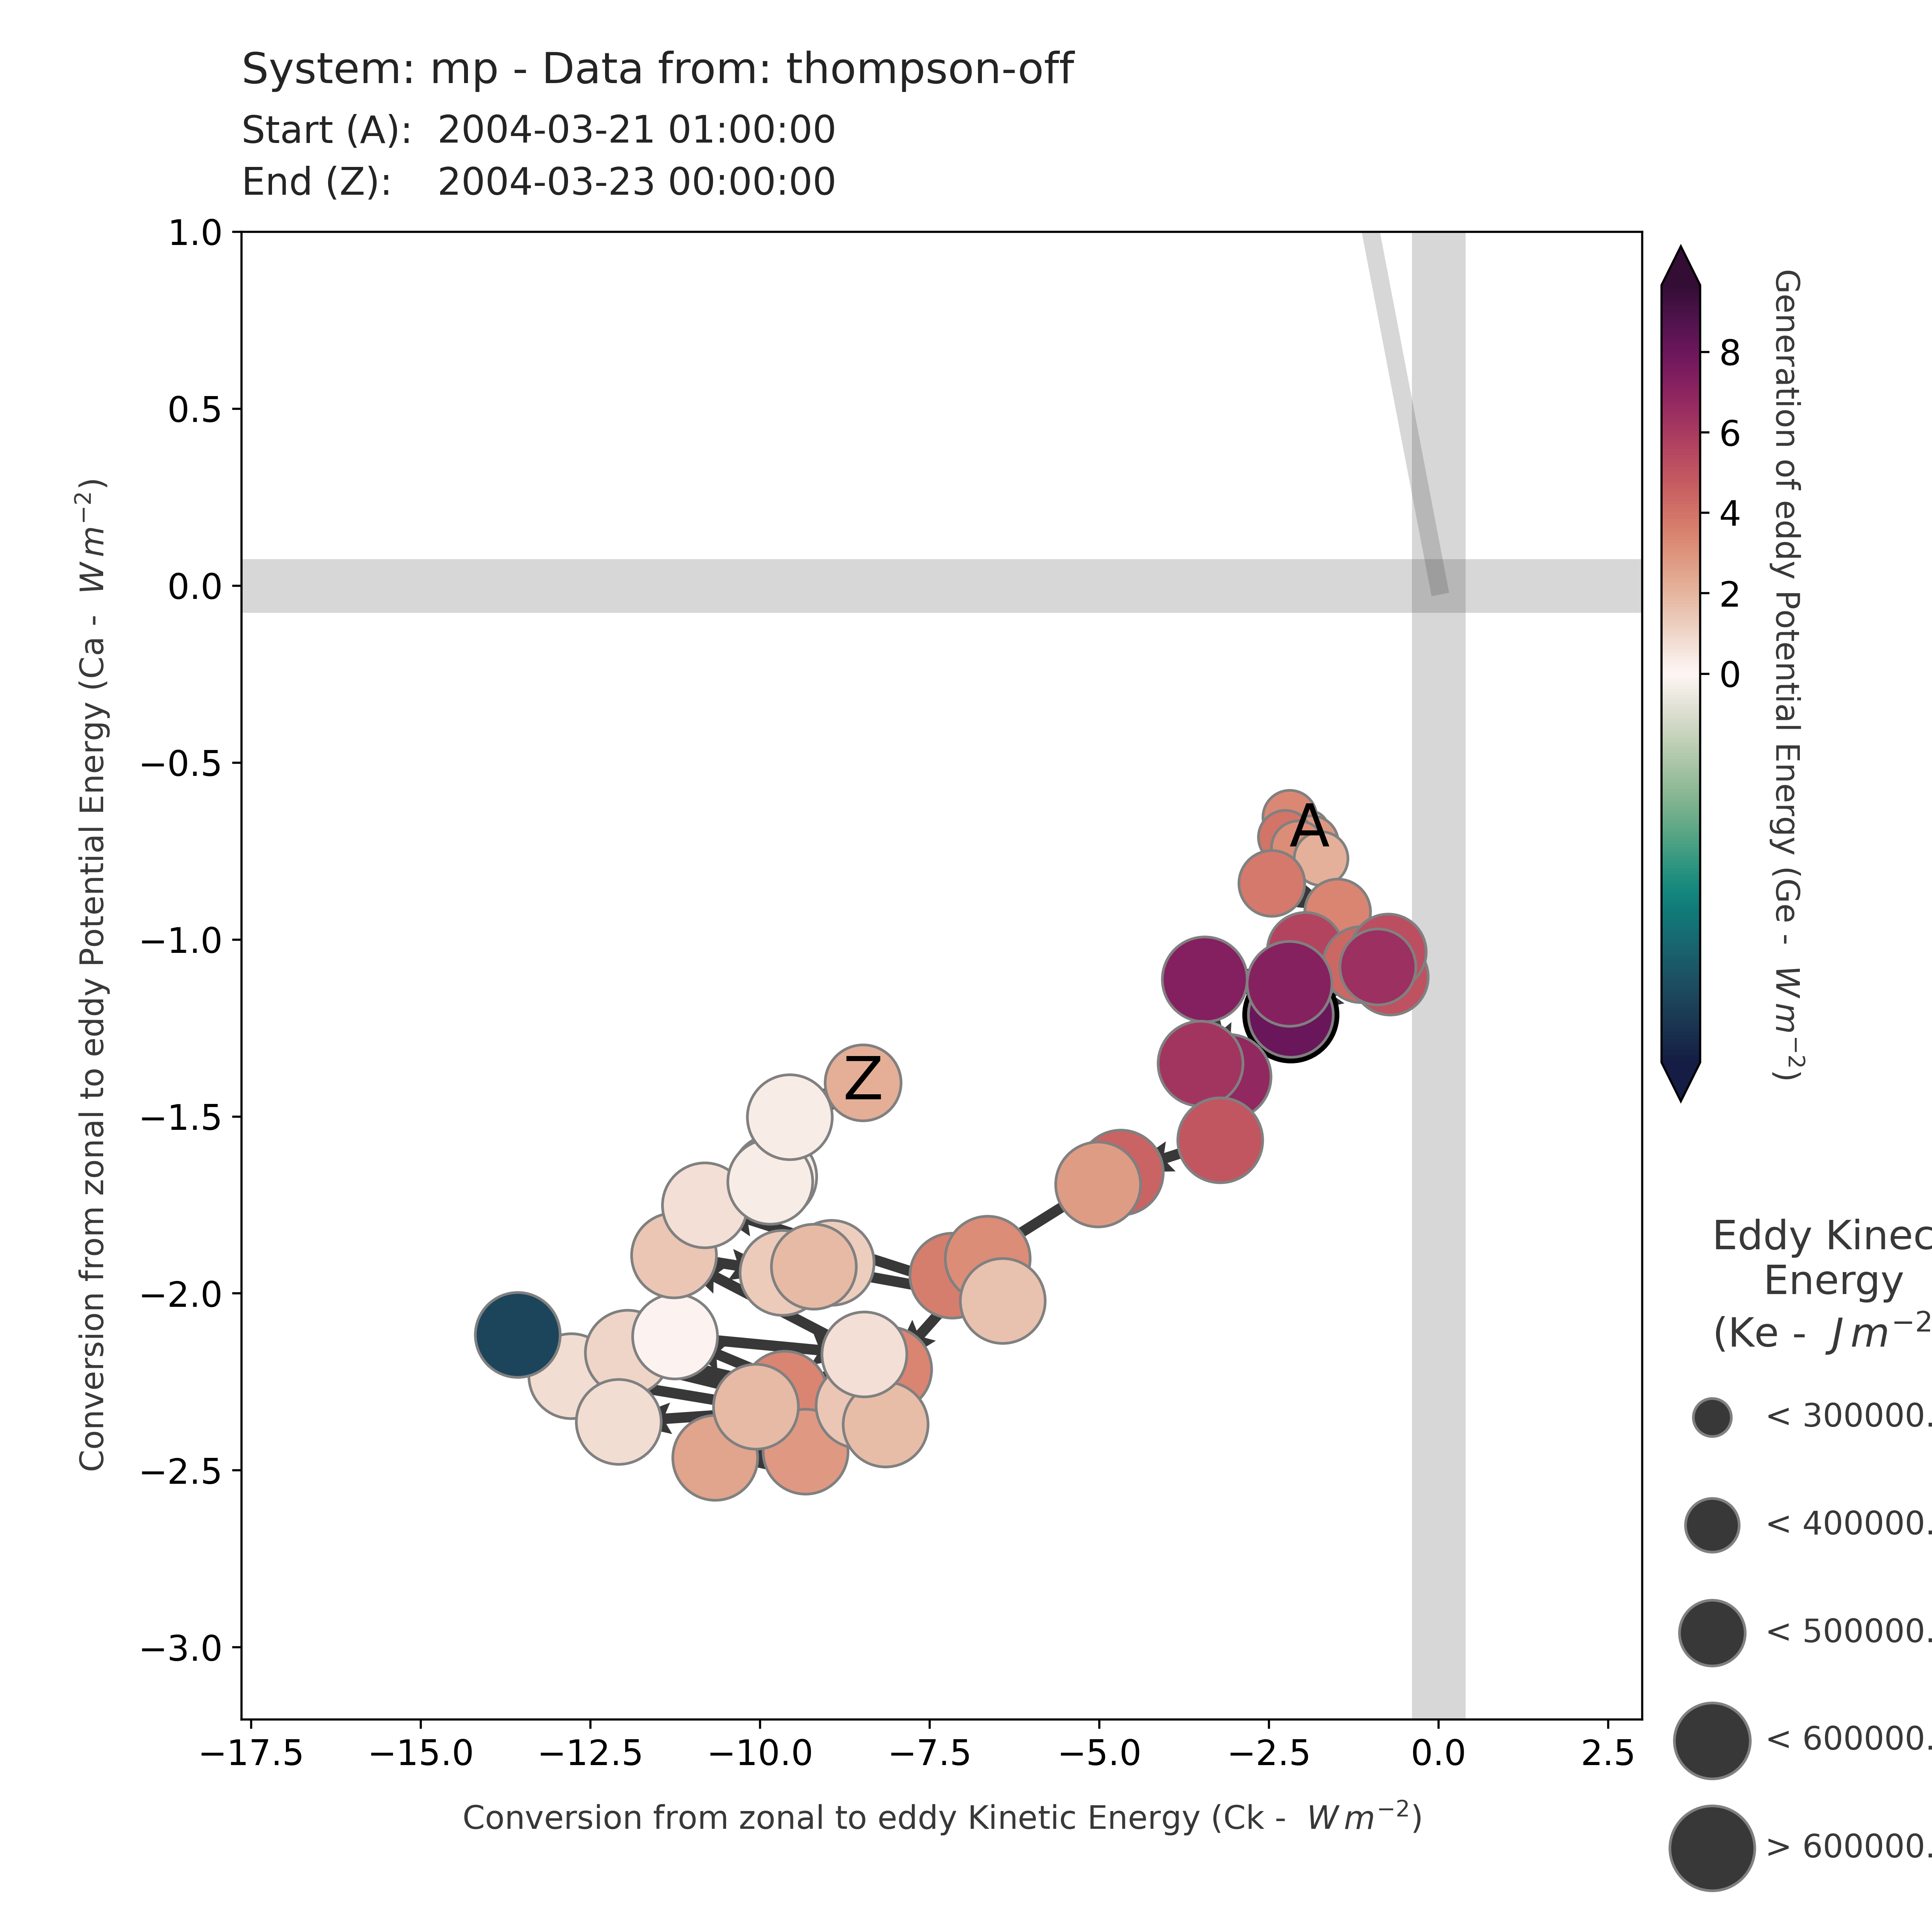 System: mp - Data from: thompson-off
Start (A): 2004-03-21 01:00:00
End (Z): 2004-03-23 00:00:00
1.0
0.5
0.0
−0.5
−1.0
−1.5
−2.0
−2.5
−3.0
Conversion from zonal to eddy Potential Energy (Ca - W m⁻²)
A
Z
−17.5 −15.0 −12.5 −10.0 −7.5 −5.0 −2.5 0.0 2.5
Conversion from zonal to eddy Kinetic Energy (Ck - W m⁻²)
8
6
4
2
0
Generation of eddy Potential Energy (Ge - W m⁻²)
Eddy Kinec
Energy
(Ke - J m⁻²
< 300000.
< 400000.
< 500000.
< 600000.
> 600000.